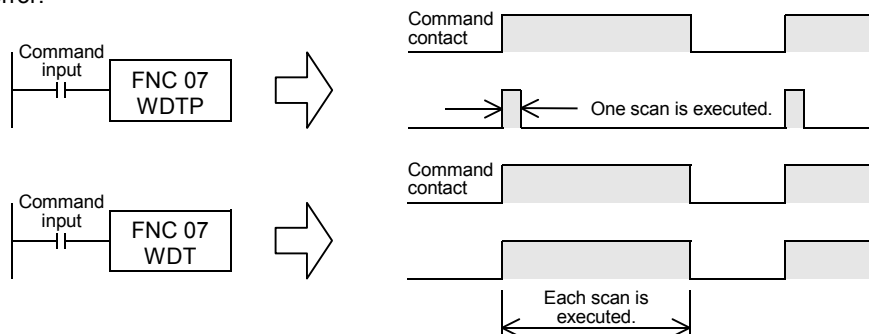 error.
Command
input
FNC 07
WDTP
Command
contact
One scan is executed.
Command
input
FNC 07
WDT
Command
contact
Each scan is
executed.